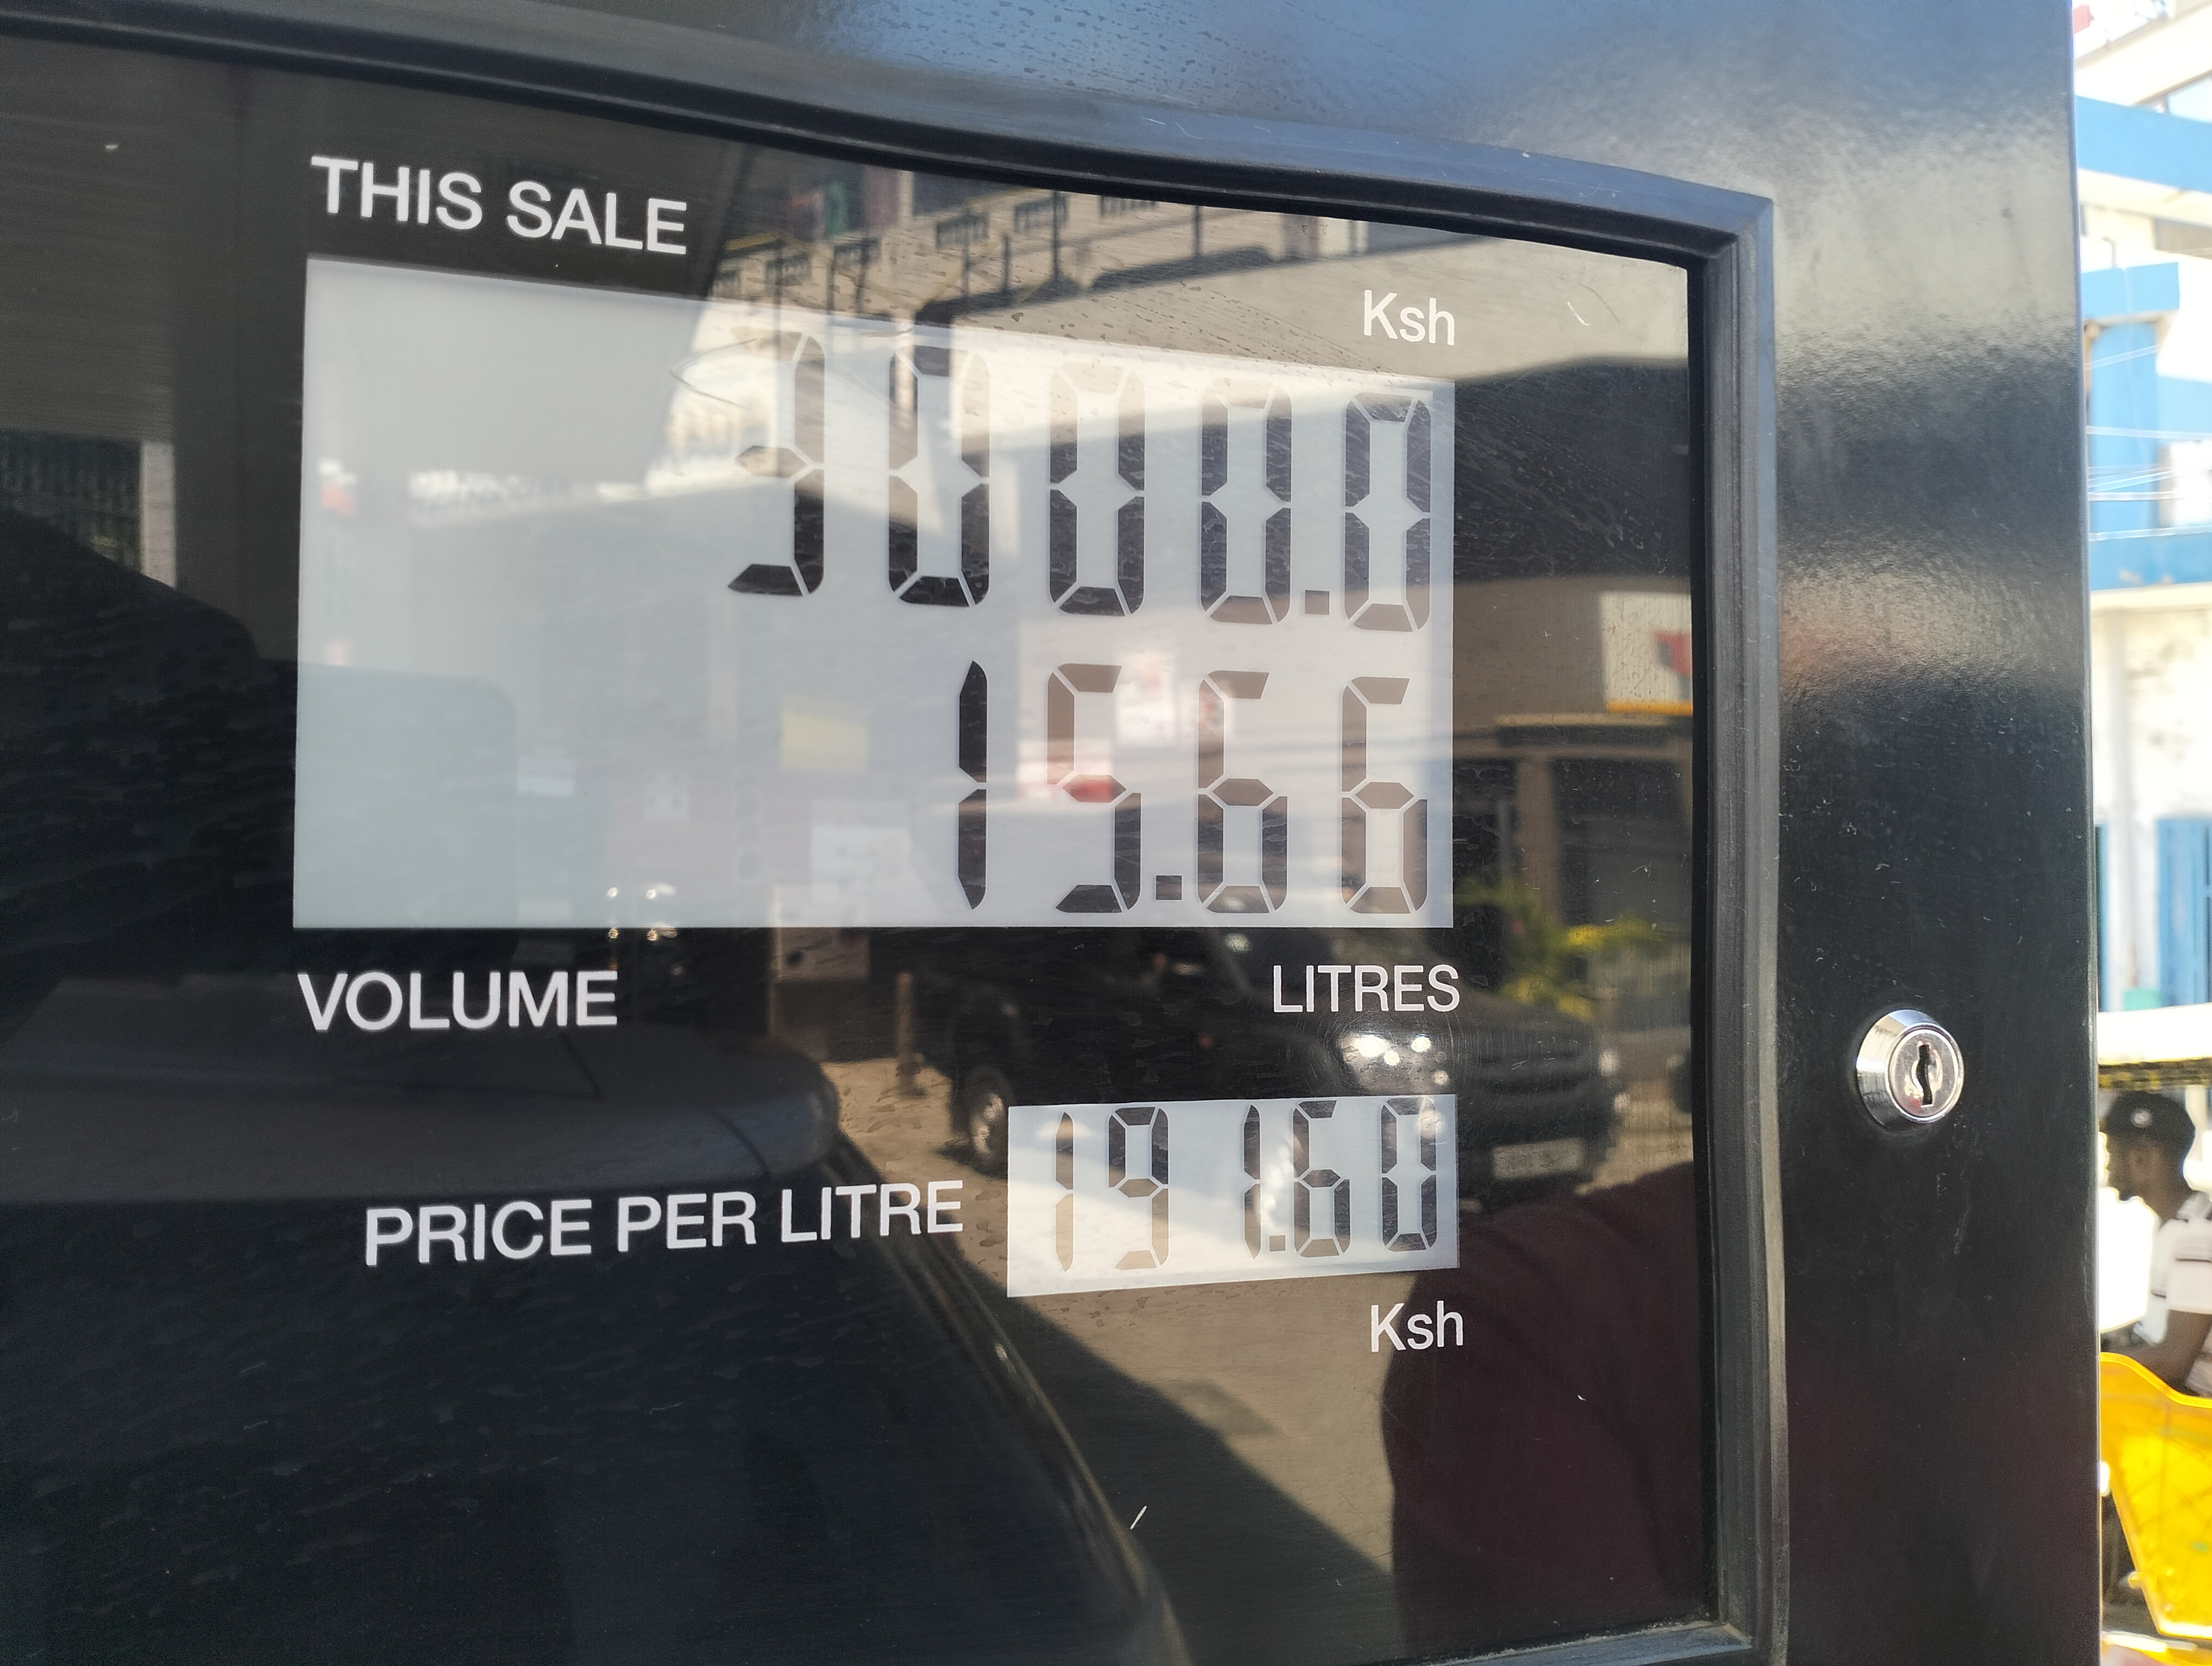 THIS SALE
Ksh
3000.0
15.66
VOLUME LITRES
PRICE PER LITRE 191.60
Ksh